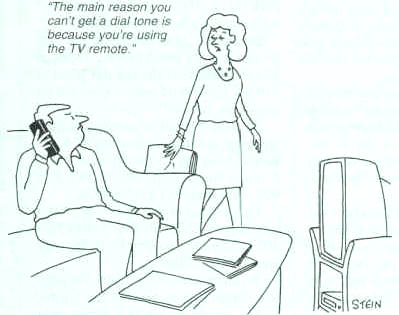 "The main reason you
can't get a dial tone is
because you're using
the TV remote."
STEIN